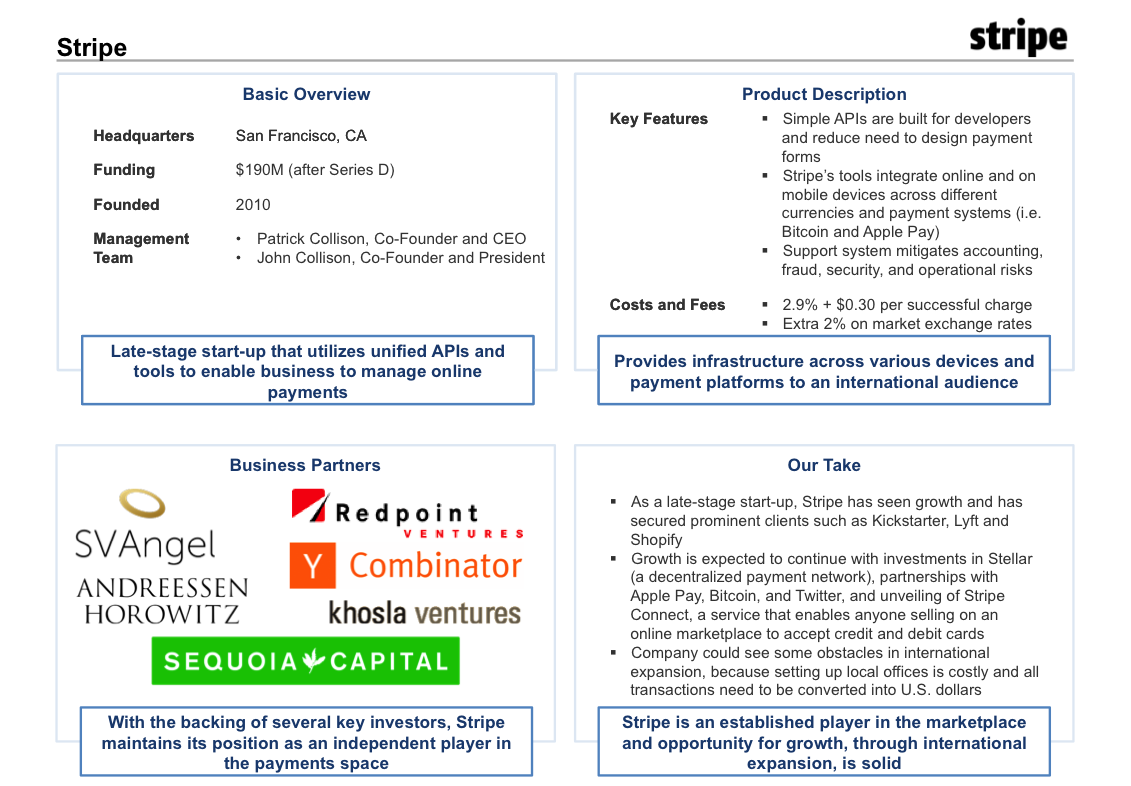 Stripe
stripe
Basic Overview
Headquarters San Francisco, CA
Funding $190M (after Series D)
Founded 2010
Management Team
• Patrick Collison, Co-Founder and CEO
• John Collison, Co-Founder and President
Late-stage start-up that utilizes unified APIs and
tools to enable business to manage online
payments
Product Description
Key Features
▪ Simple APIs are built for developers
and reduce need to design payment
forms
▪ Stripe’s tools integrate online and on
mobile devices across different
currencies and payment systems (i.e.
Bitcoin and Apple Pay)
▪ Support system mitigates accounting,
fraud, security, and operational risks
Costs and Fees
▪ 2.9% + $0.30 per successful charge
▪ Extra 2% on market exchange rates
Provides infrastructure across various devices and
payment platforms to an international audience
Business Partners
SVAngel
Redpoint
VENTURES
Y Combinator
ANDREESSEN
HOROWITZ
khosla ventures
SEQUOIA CAPITAL
With the backing of several key investors, Stripe
maintains its position as an independent player in
the payments space
Our Take
▪ As a late-stage start-up, Stripe has seen growth and has
secured prominent clients such as Kickstarter, Lyft and
Shopify
▪ Growth is expected to continue with investments in Stellar
(a decentralized payment network), partnerships with
Apple Pay, Bitcoin, and Twitter, and unveiling of Stripe
Connect, a service that enables anyone selling on an
online marketplace to accept credit and debit cards
▪ Company could see some obstacles in international
expansion, because setting up local offices is costly and all
transactions need to be converted into U.S. dollars
Stripe is an established player in the marketplace
and opportunity for growth, through international
expansion, is solid